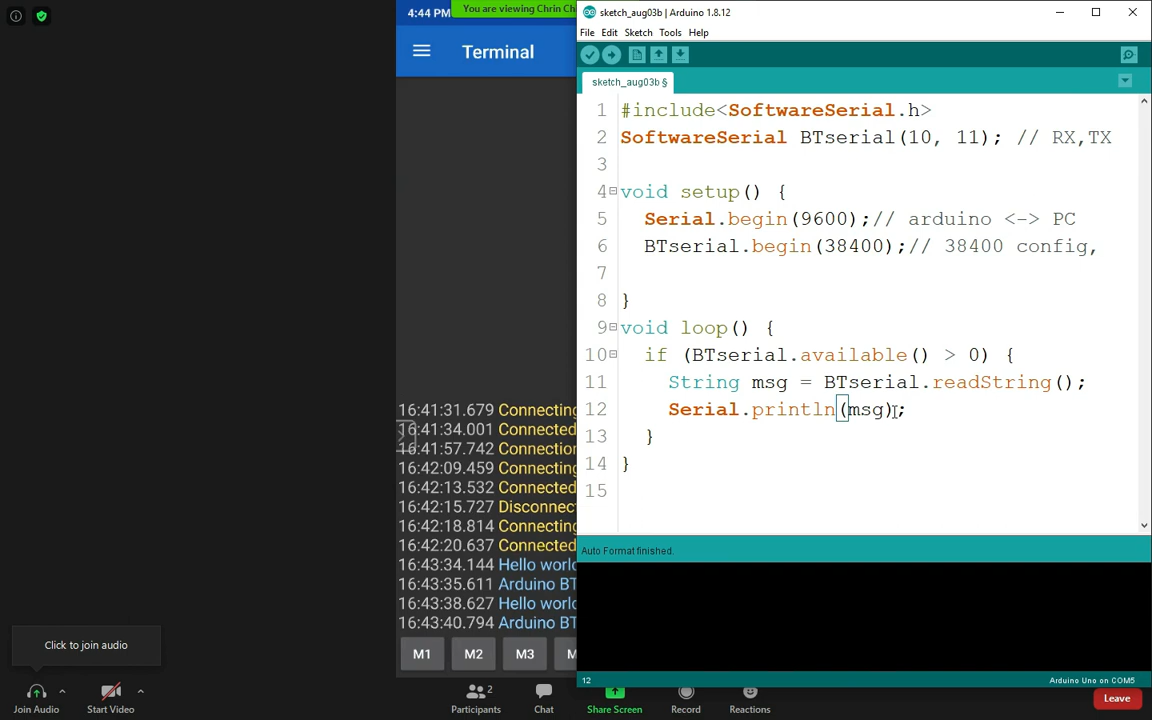 4:44 PM
You are viewing Chrin Ch
Terminal
16:41:31.679 Connecting
16:41:34.001 Connected
16:41:57.742 Connection
16:42:09.459 Connecting
16:42:13.532 Connected
16:42:15.727 Disconnec
16:42:18.814 Connecting
16:42:20.637 Connected
16:43:34.144 Hello worl
16:43:35.611 Arduino BT
16:43:38.627 Hello worl
16:43:40.794 Arduino BT
M1 M2 M3 M
sketch_aug03b | Arduino 1.8.12
File Edit Sketch Tools Help
sketch_aug03b §
1 #include<SoftwareSerial.h>
2 SoftwareSerial BTserial(10, 11); // RX,TX
3
4 void setup() {
5 Serial.begin(9600);// arduino <-> PC
6 BTserial.begin(38400);// 38400 config,
7
8 }
9 void loop() {
10 if (BTserial.available() > 0) {
11 String msg = BTserial.readString();
12 Serial.println(msg);
13 }
14 }
15
Auto Format finished.
12 Arduino Uno on COM5
Click to join audio
Join Audio
Start Video
2
Participants
Chat
Share Screen
Record
Reactions
Leave